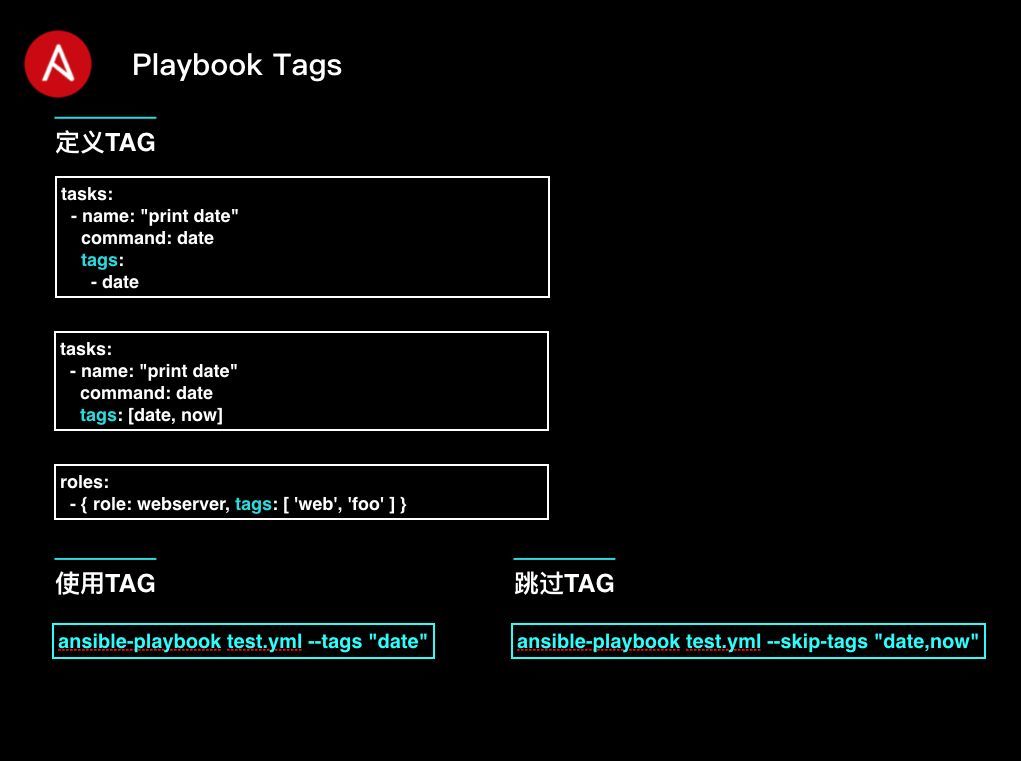 Playbook Tags
定义TAG
tasks:
  - name: "print date"
    command: date
    tags:
      - date
tasks:
  - name: "print date"
    command: date
    tags: [date, now]
roles:
  - { role: webserver, tags: [ 'web', 'foo' ] }
使用TAG
ansible-playbook test.yml --tags "date"
跳过TAG
ansible-playbook test.yml --skip-tags "date,now"